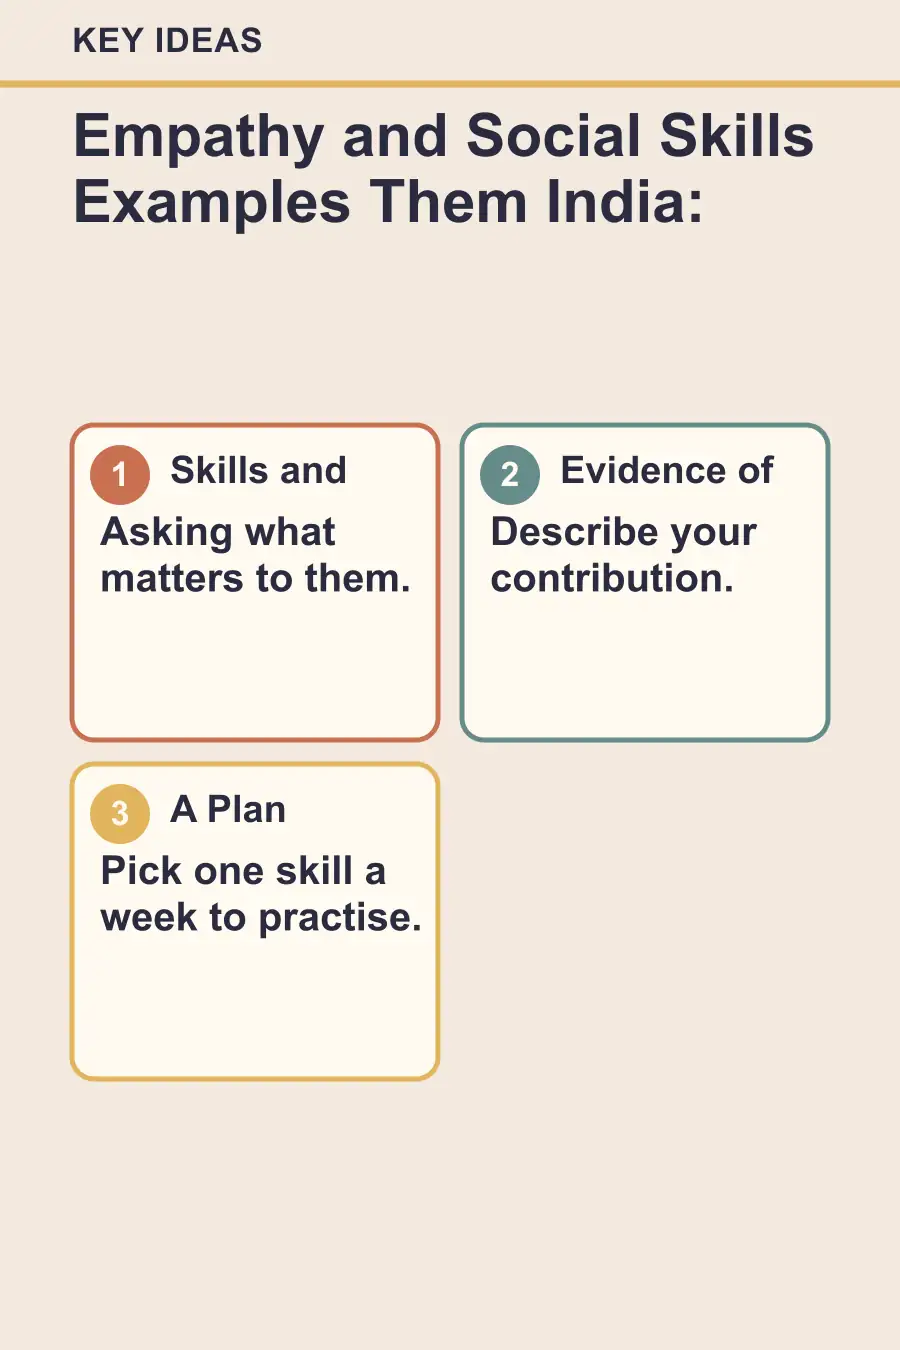 KEY IDEAS
Empathy and Social Skills
Examples Them India:
1 Skills and
Asking what
matters to them.
2 Evidence of
Describe your
contribution.
3 A Plan
Pick one skill a
week to practise.